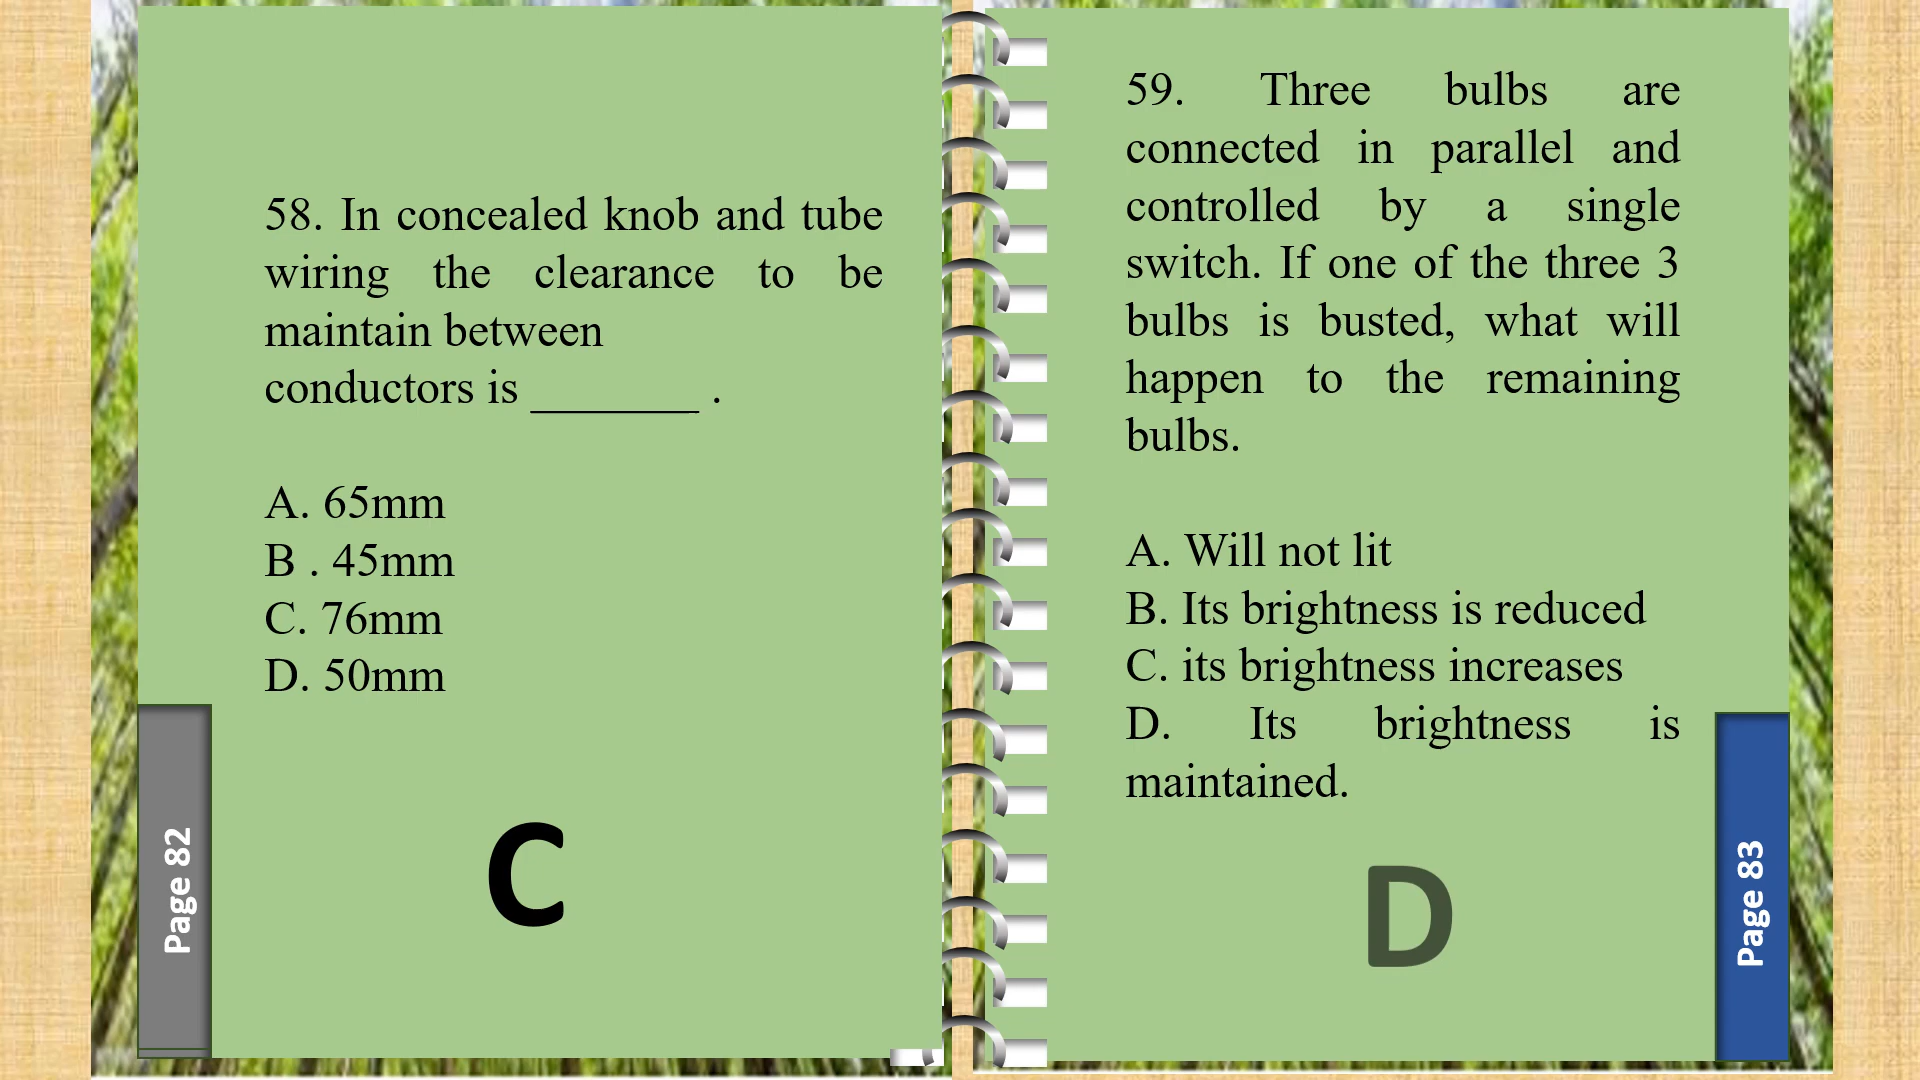 58. In concealed knob and tube
wiring the clearance to be
maintain between
conductors is _______ .
A. 65mm
B . 45mm
C. 76mm
D. 50mm
C
Page 82
59. Three bulbs are
connected in parallel and
controlled by a single
switch. If one of the three 3
bulbs is busted, what will
happen to the remaining
bulbs.
A. Will not lit
B. Its brightness is reduced
C. its brightness increases
D. Its brightness is
maintained.
D
Page 83